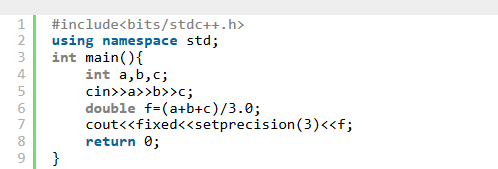 1 #include<bits/stdc++.h>
2 using namespace std;
3 int main(){
4     int a,b,c;
5     cin>>a>>b>>c;
6     double f=(a+b+c)/3.0;
7     cout<<fixed<<setprecision(3)<<f;
8     return 0;
9 }